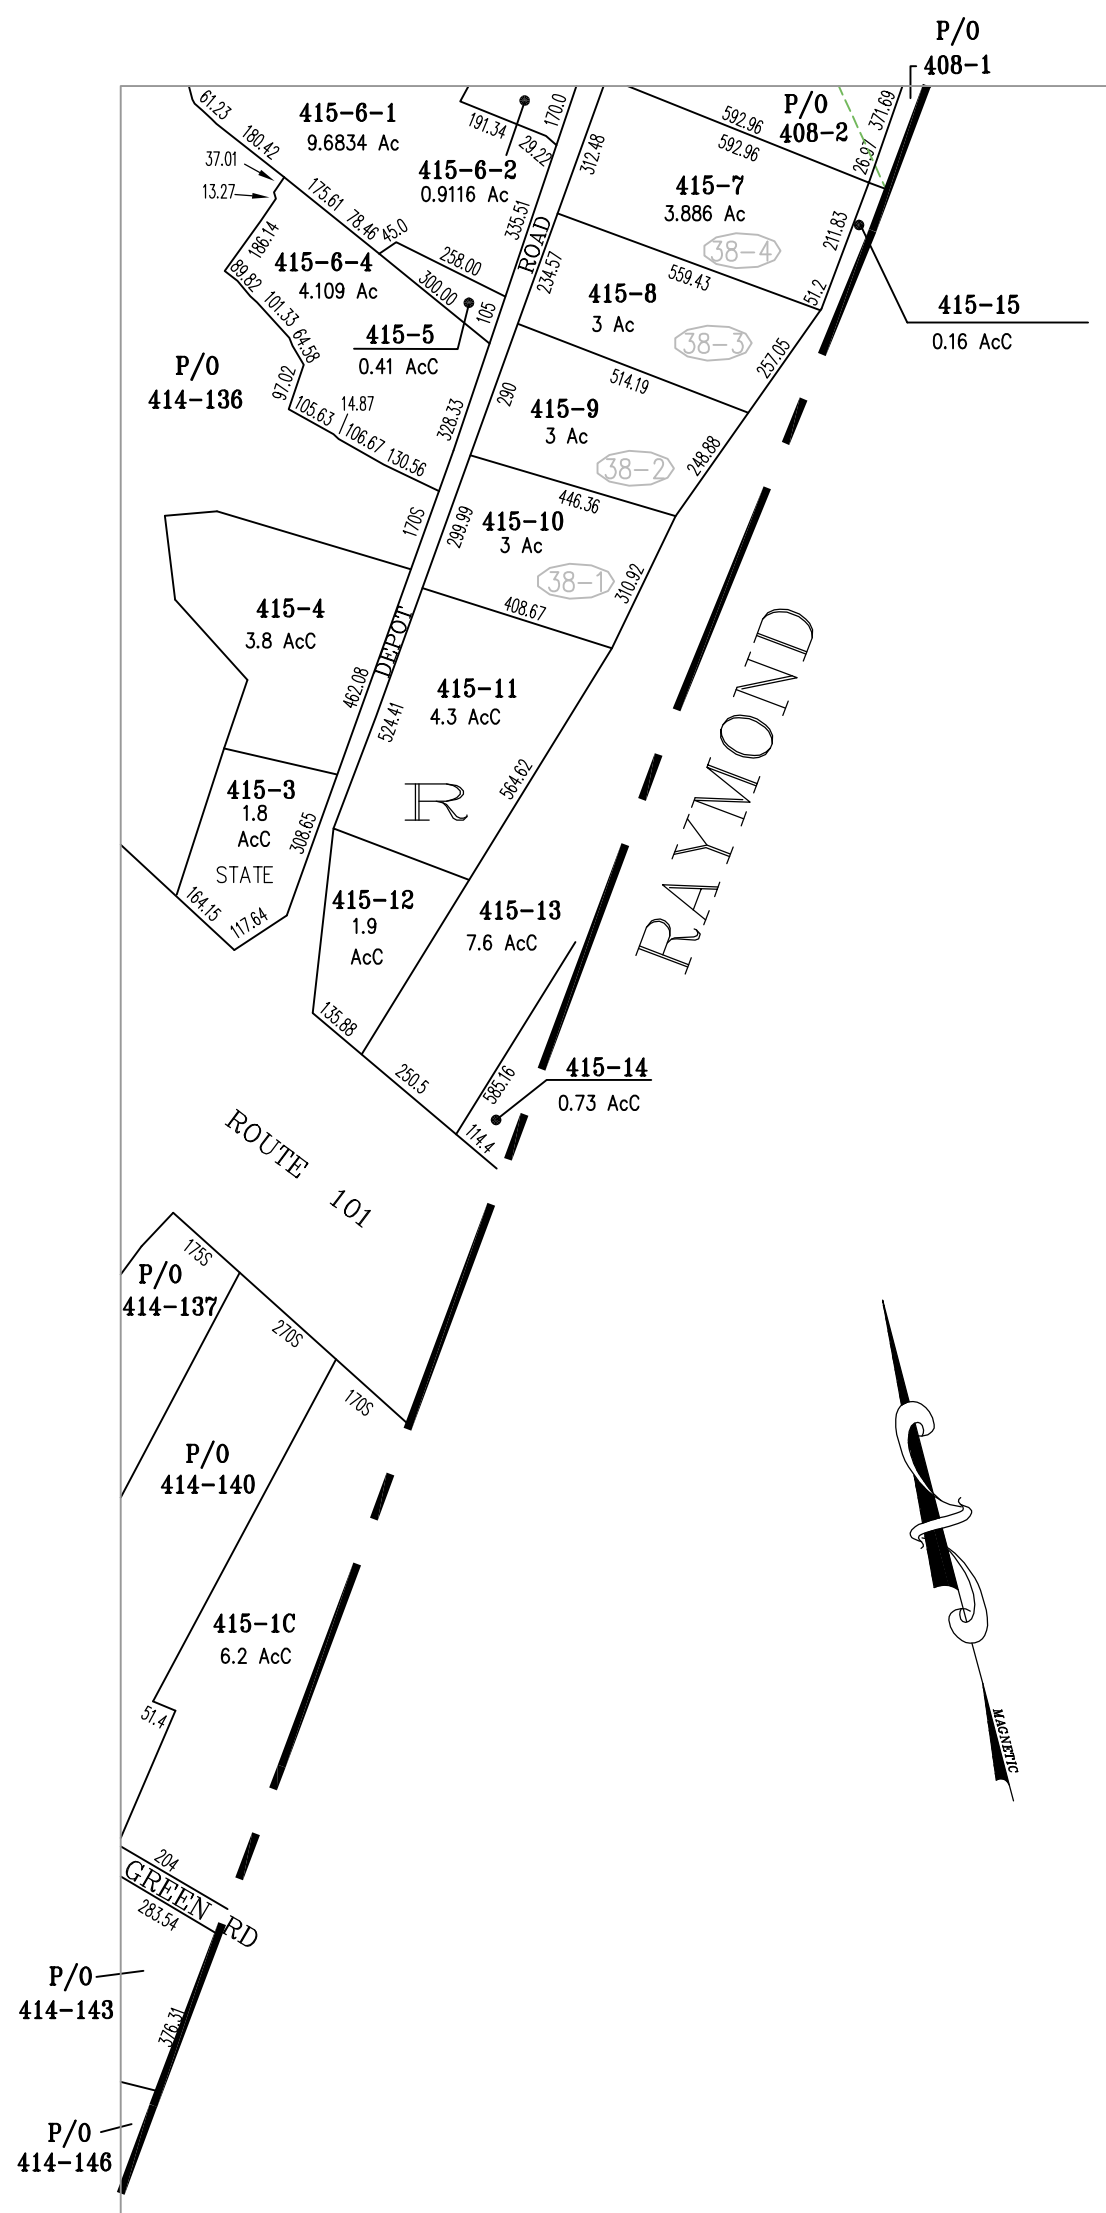 P/O
408-1
61.23
415-6-1
9.6834 Ac
180.42
37.01
13.27
191.34
170.0
29.22
415-6-2
0.9116 Ac
312.48
592.96
592.96
P/O
408-2
371.69
26.97
415-7
3.886 Ac
38-4
211.83
175.61
78.46
45.0
186.14
415-6-4
4.109 Ac
258.00
300.00
335.51
ROAD
234.57
559.43
51.2
415-15
0.16 AcC
89.82
101.33
64.58
415-5
0.41 AcC
105
415-8
3 Ac
38-3
257.05
P/O
414-136
97.02
105.63
14.87
106.67
130.56
328.33
290
514.19
415-9
3 Ac
38-2
248.88
170S
299.99
446.36
415-10
3 Ac
38-1
310.92
415-4
3.8 AcC
DEPOT
408.67
462.08
524.41
415-11
4.3 AcC
R
564.62
RAYMOND
415-3
1.8
AcC
STATE
308.65
164.15
117.64
415-12
1.9
AcC
415-13
7.6 AcC
135.88
250.5
585.16
114.4
415-14
0.73 AcC
ROUTE 101
175S
P/O
414-137
270S
170S
P/O
414-140
415-1C
6.2 AcC
51.4
MAGNETIC
204
GREEN RD
283.54
P/O
414-143
376.31
P/O
414-146